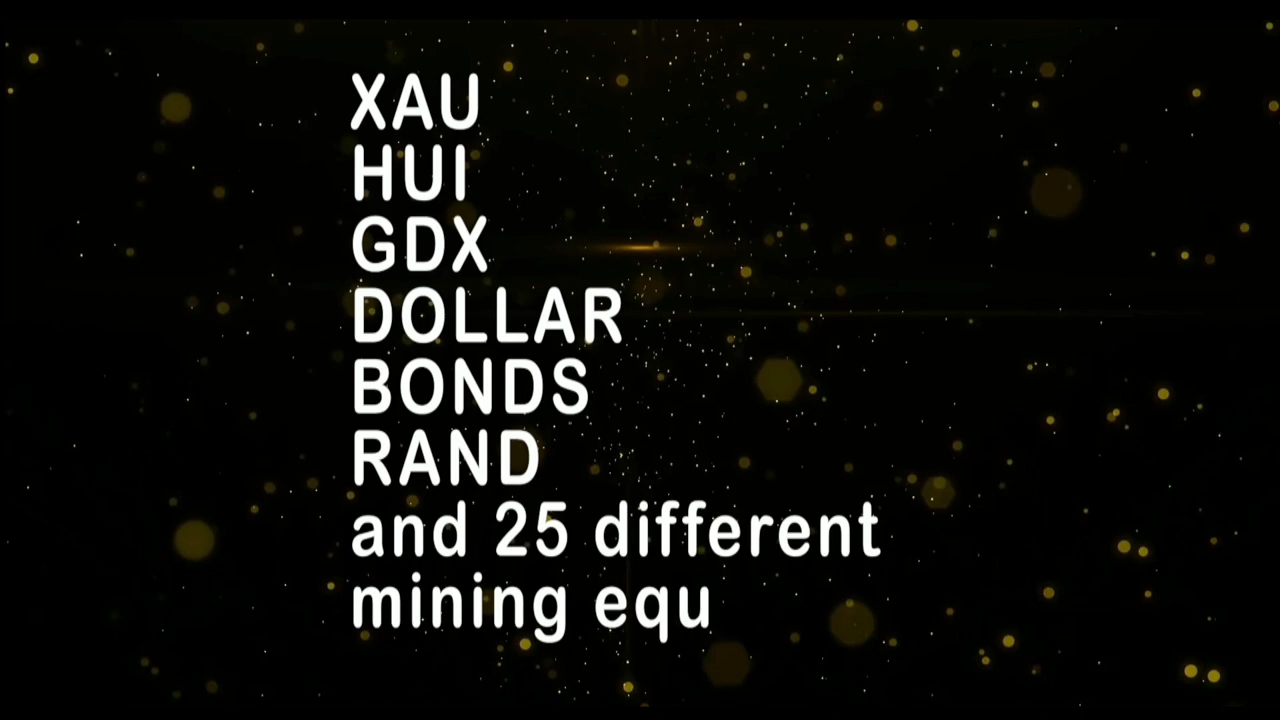 XAU
HUI
GDX
DOLLAR
BONDS
RAND
and 25 different
mining equ